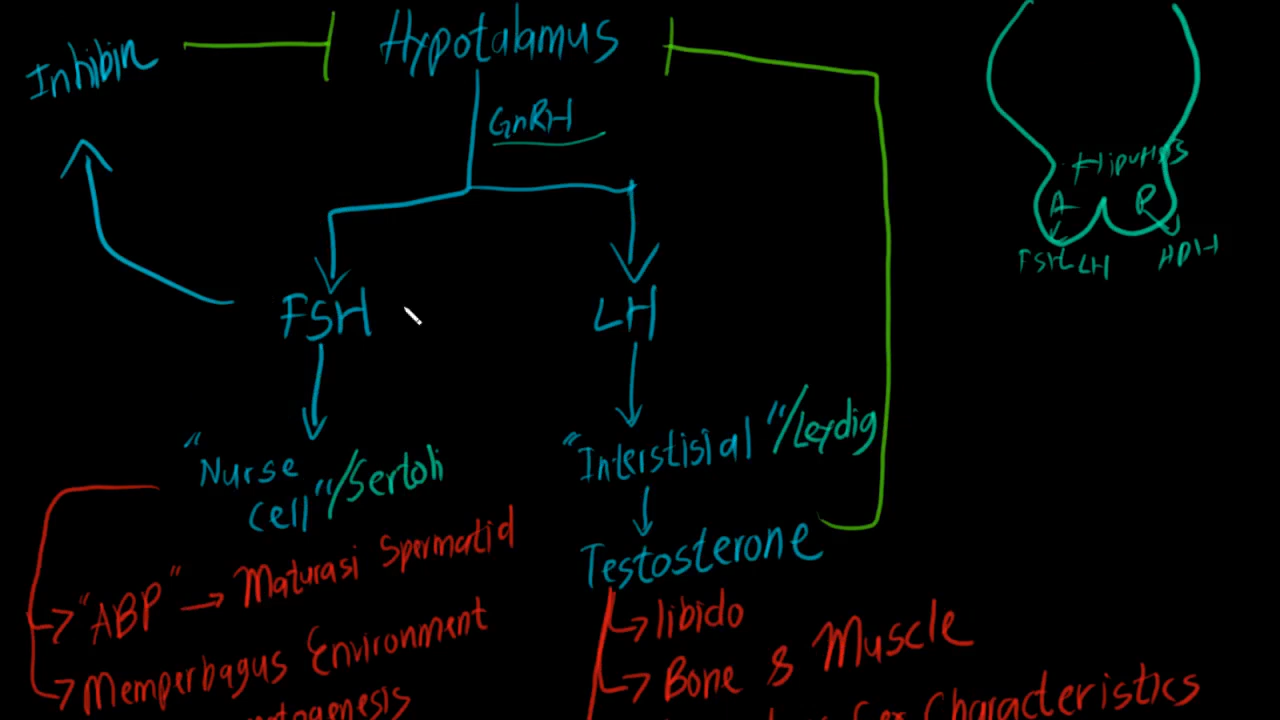 Hypotalamus
Inhibin
GnRH
Hipofisis
A P
FSH LH ADH
FSH LH
"Nurse cell"/Sertoli
"Interstisial"/Leydig
Testosterone
"ABP" → Maturasi Spermatid
Memperbagus Environment
libido
Bone & Muscle
Sex Characteristics